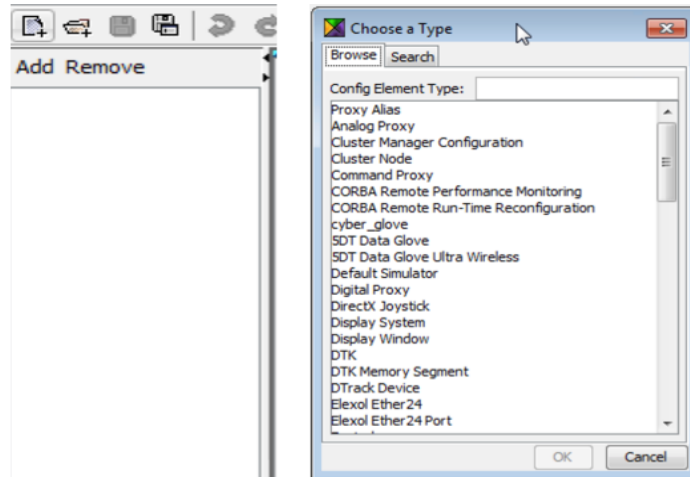 Add Remove
Choose a Type
Browse Search
Config Element Type:
Proxy Alias
Analog Proxy
Cluster Manager Configuration
Cluster Node
Command Proxy
CORBA Remote Performance Monitoring
CORBA Remote Run-Time Reconfiguration
cyber_glove
5DT Data Glove
5DT Data Glove Ultra Wireless
Default Simulator
Digital Proxy
DirectX Joystick
Display System
Display Window
DTK
DTK Memory Segment
DTrack Device
Elexol Ether24
Elexol Ether24 Port
OK Cancel